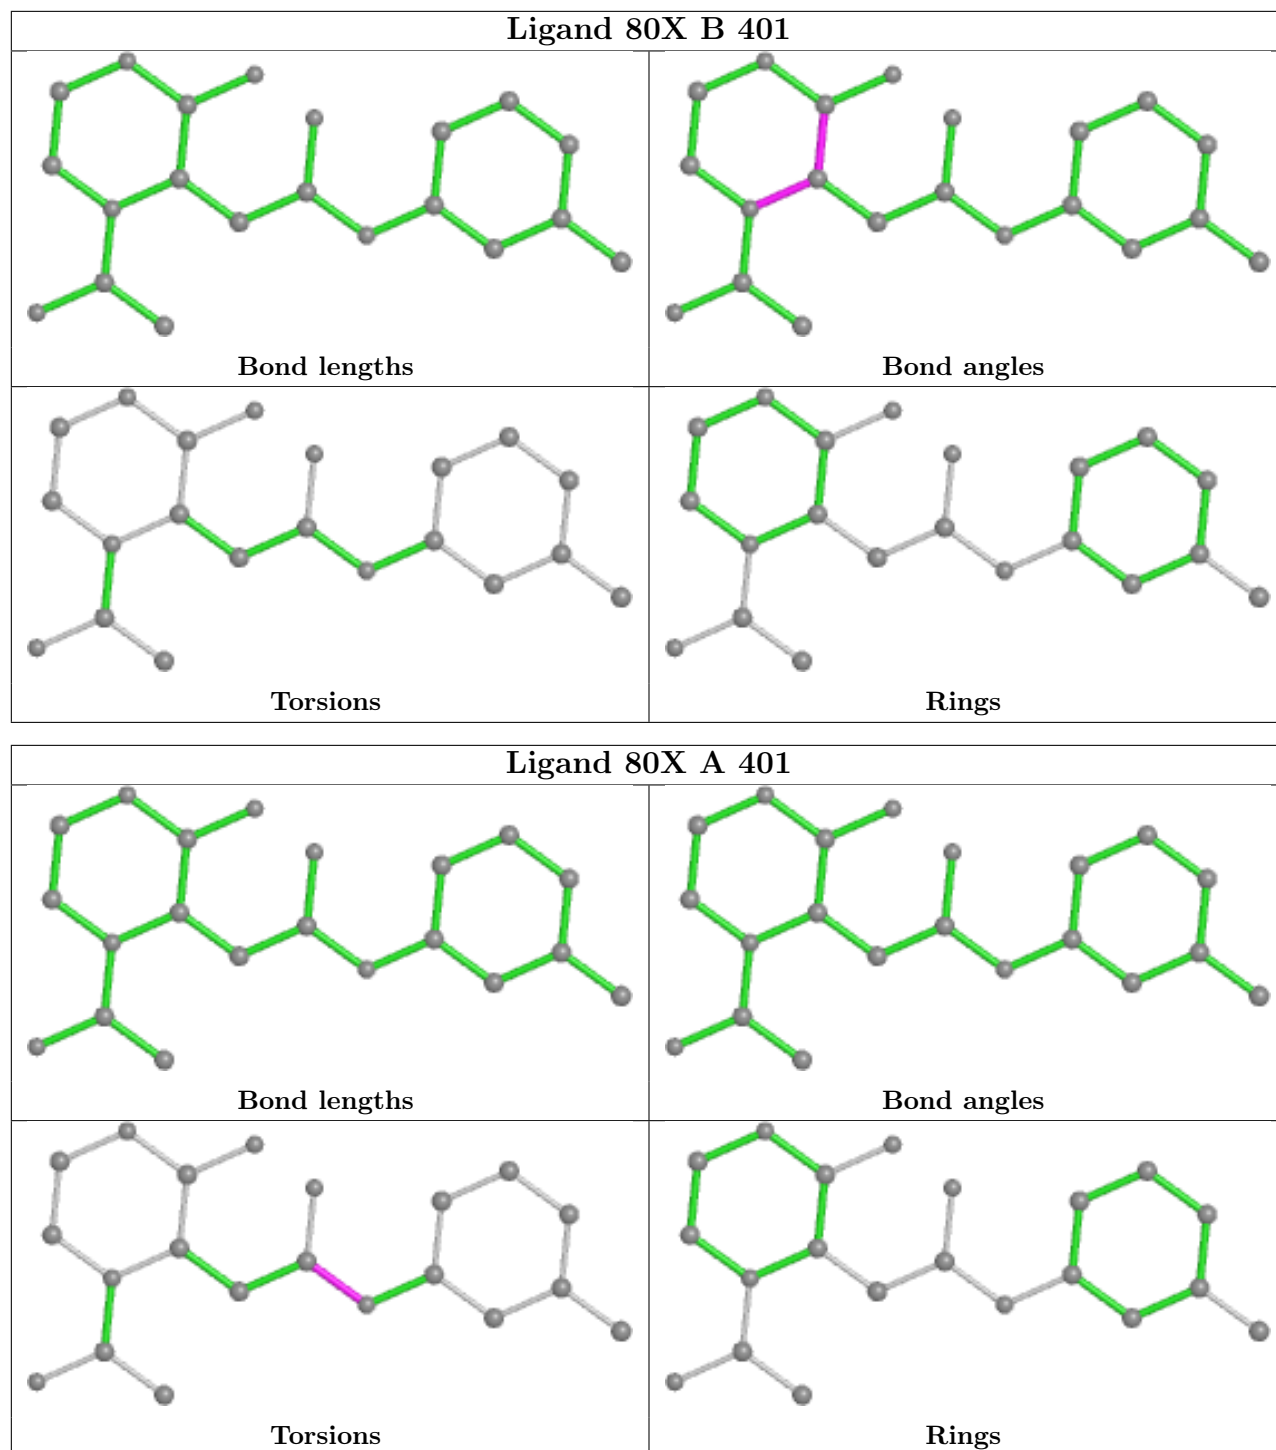 Ligand 80X B 401
Bond lengths
Bond angles
Torsions
Rings
Ligand 80X A 401
Bond lengths
Bond angles
Torsions
Rings